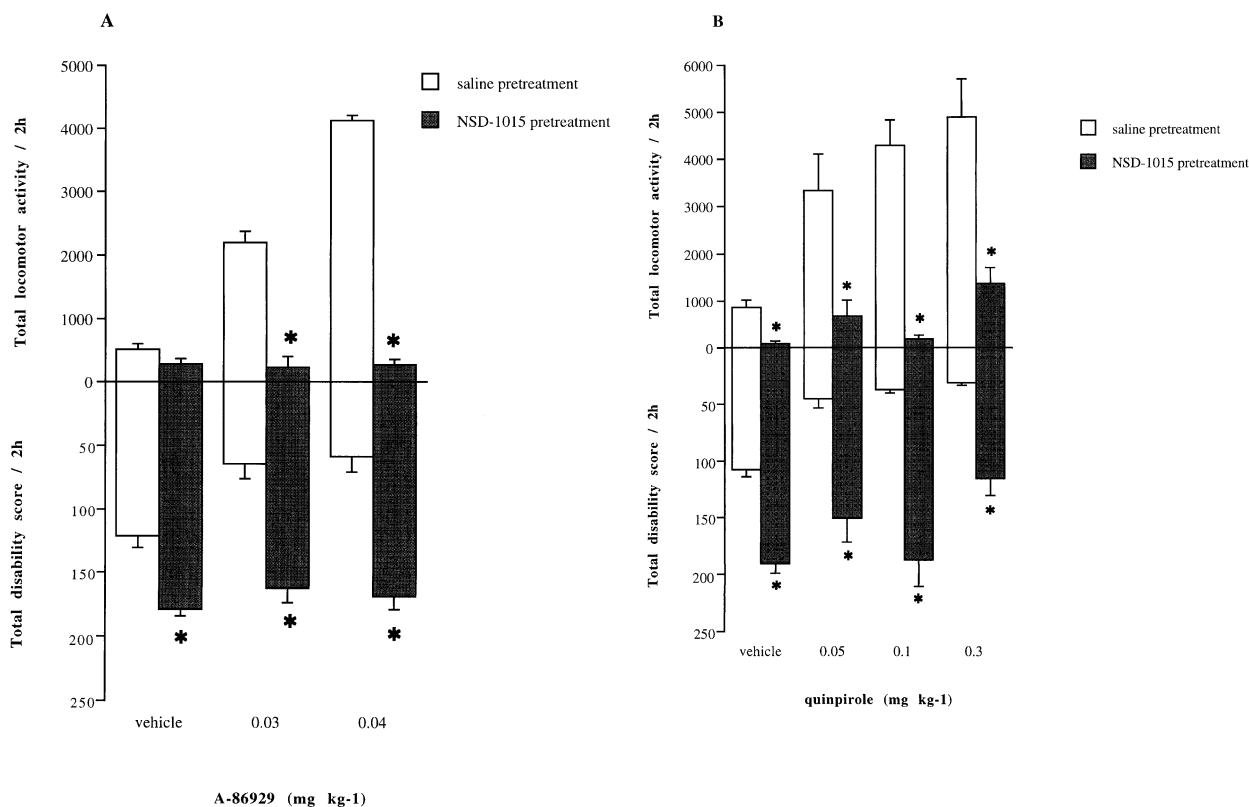 A
5000
4000
3000
2000
1000
0
50
100
150
200
250
Total locomotor activity / 2h
Total disability score / 2h
saline pretreatment
NSD-1015 pretreatment
*
*
*
*
*
vehicle
0.03
0.04
A-86929 (mg kg-1)
B
6000
5000
4000
3000
2000
1000
0
50
100
150
200
250
Total locomotor activity / 2h
Total disability score / 2h
saline pretreatment
NSD-1015 pretreatment
*
*
*
*
*
*
*
*
vehicle
0.05
0.1
0.3
quinpirole (mg kg-1)